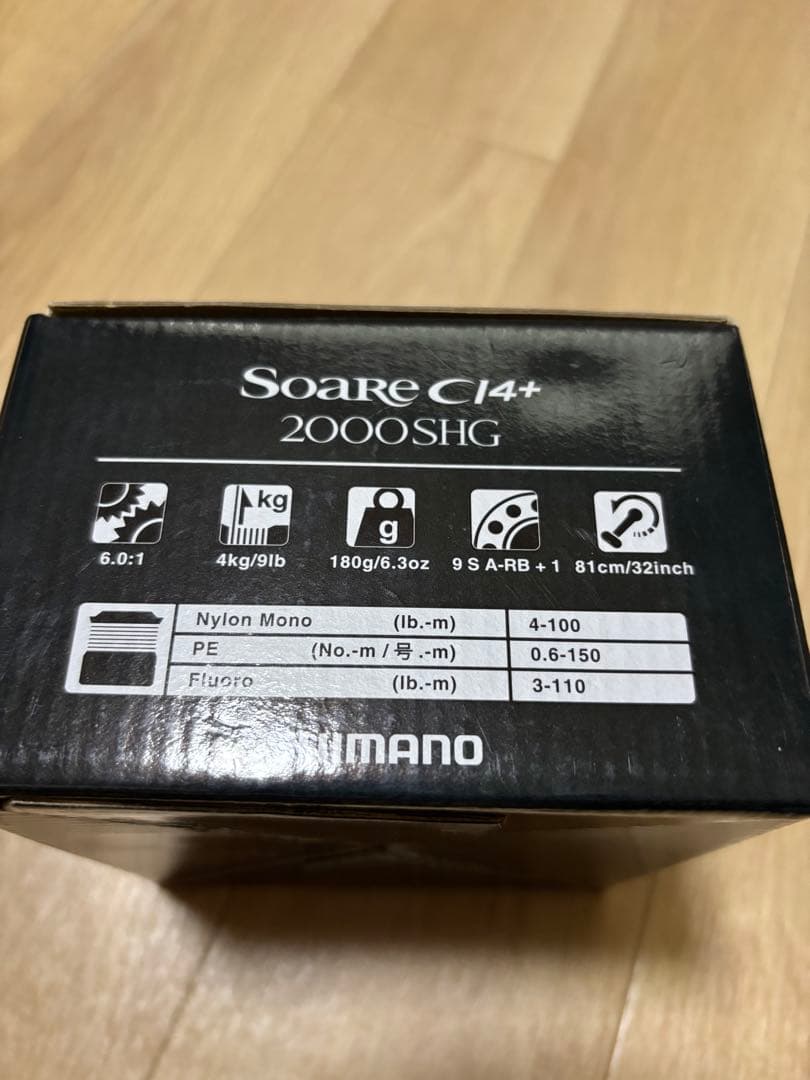 Soare CI4+
2000SHG
kg
g
6.0:1 4kg/9lb 180g/6.3oz 9 S A-RB + 1 81cm/32inch
Nylon Mono (lb.-m) 4-100
PE (No.-m / 号.-m) 0.6-150
Fluoro (lb.-m) 3-110
SHIMANO